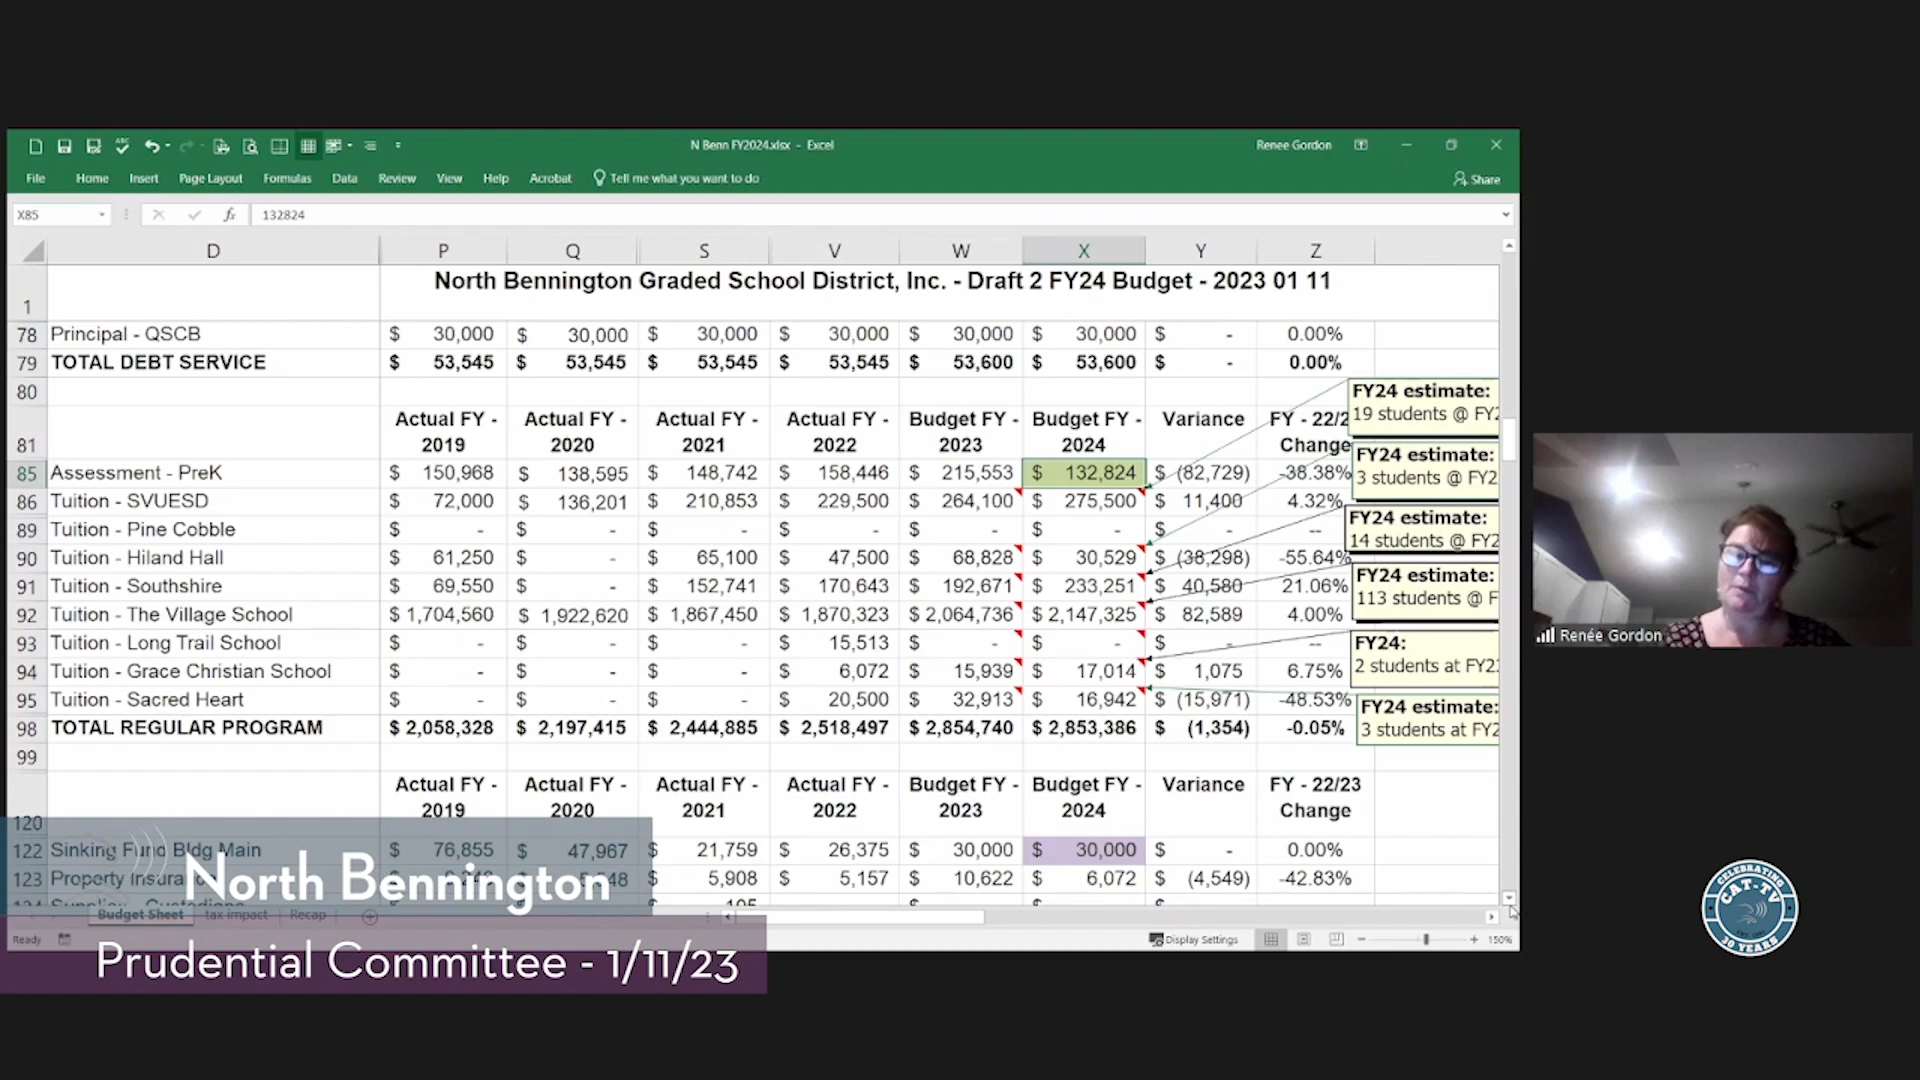 N Benn FY2024.xlsx - Excel
Renee Gordon
File Home Insert Page Layout Formulas Data Review View Help Acrobat Tell me what you want to do Share
X85 fx 132824
D P Q S V W X Y Z
1 North Bennington Graded School District, Inc. - Draft 2 FY24 Budget - 2023 01 11
78 Principal - QSCB $ 30,000 $ 30,000 $ 30,000 $ 30,000 $ 30,000 $ 30,000 $ - 0.00%
79 TOTAL DEBT SERVICE $ 53,545 $ 53,545 $ 53,545 $ 53,545 $ 53,600 $ 53,600 $ - 0.00%
80
81 Actual FY - 2019 Actual FY - 2020 Actual FY - 2021 Actual FY - 2022 Budget FY - 2023 Budget FY - 2024 Variance FY - 22/2 Change
85 Assessment - PreK $ 150,968 $ 138,595 $ 148,742 $ 158,446 $ 215,553 $ 132,824 $ (82,729) -38.38%
86 Tuition - SVUESD $ 72,000 $ 136,201 $ 210,853 $ 229,500 $ 264,100 $ 275,500 $ 11,400 4.32%
89 Tuition - Pine Cobble $ - $ - $ - $ - $ - $ - $ - --
90 Tuition - Hiland Hall $ 61,250 $ - $ 65,100 $ 47,500 $ 68,828 $ 30,529 $ (38,298) -55.64%
91 Tuition - Southshire $ 69,550 $ - $ 152,741 $ 170,643 $ 192,671 $ 233,251 $ 40,580 21.06%
92 Tuition - The Village School $ 1,704,560 $ 1,922,620 $ 1,867,450 $ 1,870,323 $ 2,064,736 $ 2,147,325 $ 82,589 4.00%
93 Tuition - Long Trail School $ - $ - $ - $ 15,513 $ - $ - $ - --
94 Tuition - Grace Christian School $ - $ - $ - $ 6,072 $ 15,939 $ 17,014 $ 1,075 6.75%
95 Tuition - Sacred Heart $ - $ - $ - $ 20,500 $ 32,913 $ 16,942 $ (15,971) -48.53%
98 TOTAL REGULAR PROGRAM $ 2,058,328 $ 2,197,415 $ 2,444,885 $ 2,518,497 $ 2,854,740 $ 2,853,386 $ (1,354) -0.05%
99
FY24 estimate:
19 students @ FY2
FY24 estimate:
3 students @ FY2
FY24 estimate:
14 students @ FY2
FY24 estimate:
113 students @ F
FY24:
2 students at FY2
FY24 estimate:
3 students at FY2
120 Actual FY - 2019 Actual FY - 2020 Actual FY - 2021 Actual FY - 2022 Budget FY - 2023 Budget FY - 2024 Variance FY - 22/23 Change
122 Sinking Fund Bldg Main $ 76,855 $ 47,967 $ 21,759 $ 26,375 $ 30,000 $ 30,000 $ - 0.00%
123 Property Insurance $ 5,908 $ 5,157 $ 10,622 $ 6,072 $ (4,549) -42.83%
Budget Sheet tax impact Recap
Ready Display Settings 150%
North Bennington
Prudential Committee - 1/11/23
Renée Gordon
CELEBRATING
CAT-TV
30 YEARS